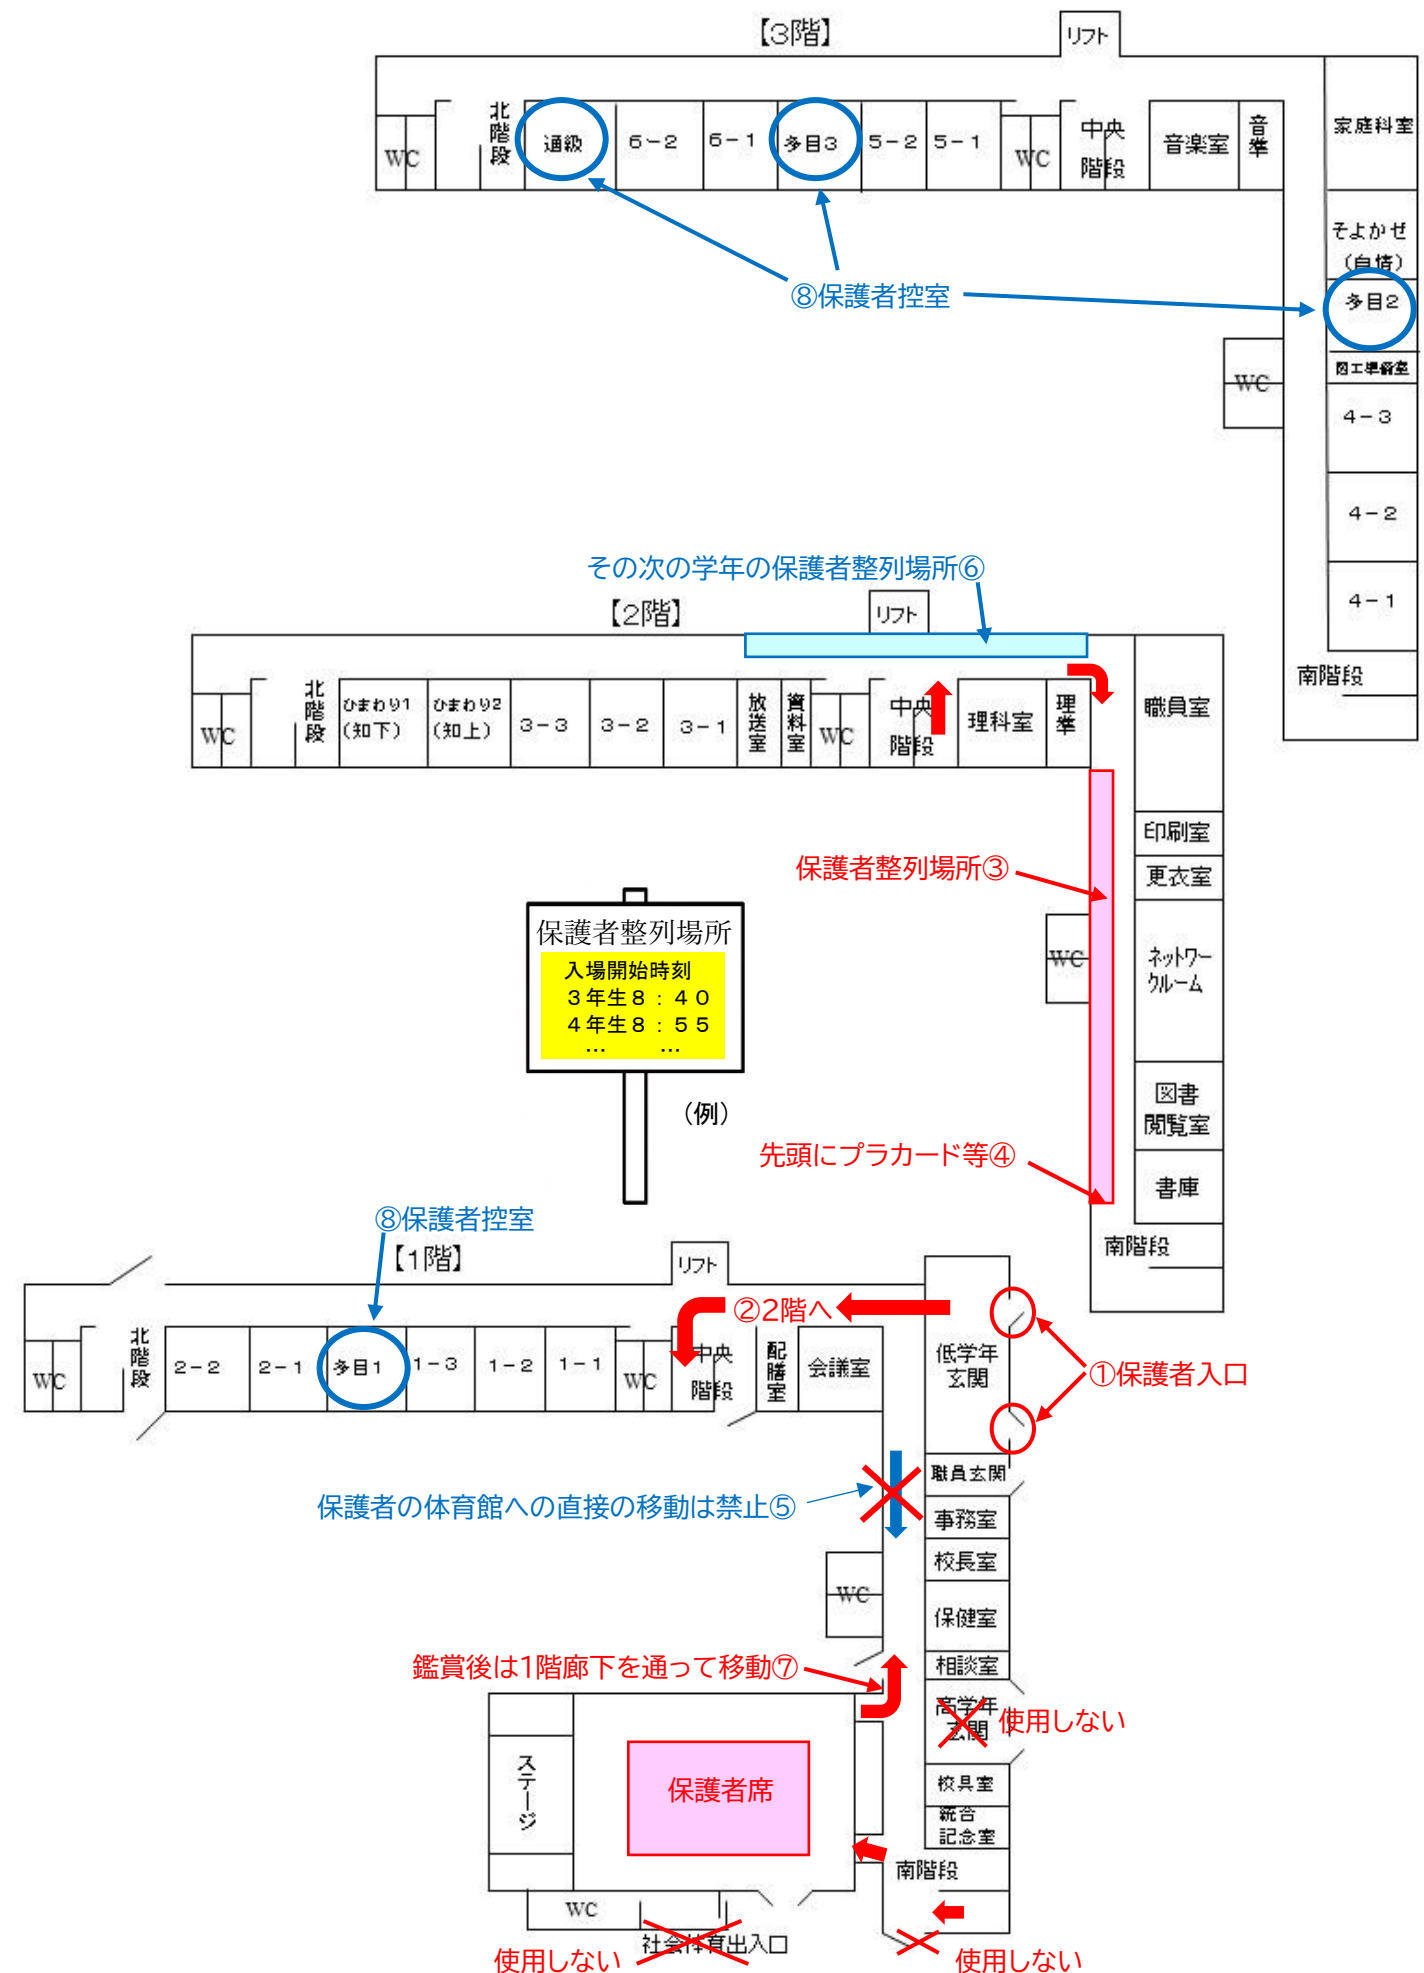 【3階】
リフト
WC
北階段
通級
6-2
6-1
多目3
5-2
5-1
WC
中央
階段
音楽室
音準
家庭科室
そよかぜ
(自情)
多目2
図工準備室
WC
4-3
4-2
4-1
南階段
⑧保護者控室
その次の学年の保護者整列場所⑥
【2階】
リフト
WC
北階段
ひまわり1
(知下)
ひまわり2
(知上)
3-3
3-2
3-1
放送室
資料室
WC
中央
階段
理科室
理準
職員室
印刷室
更衣室
WC
ネットワー
クルーム
図書
閲覧室
書庫
南階段
保護者整列場所③
保護者整列場所
入場開始時刻
3年生8:40
4年生8:55
… …
(例)
先頭にプラカード等④
⑧保護者控室
【1階】
リフト
WC
北階段
2-2
2-1
多目1
1-3
1-2
1-1
WC
中央
階段
配膳室
会議室
②2階へ
低学年
玄関
①保護者入口
職員玄関
保護者の体育館への直接の移動は禁止⑤
事務室
校長室
WC
保健室
相談室
鑑賞後は1階廊下を通って移動⑦
高学年
玄関
使用しない
ステージ
保護者席
校具室
統合
記念室
南階段
WC
社会体育出入口
使用しない
使用しない